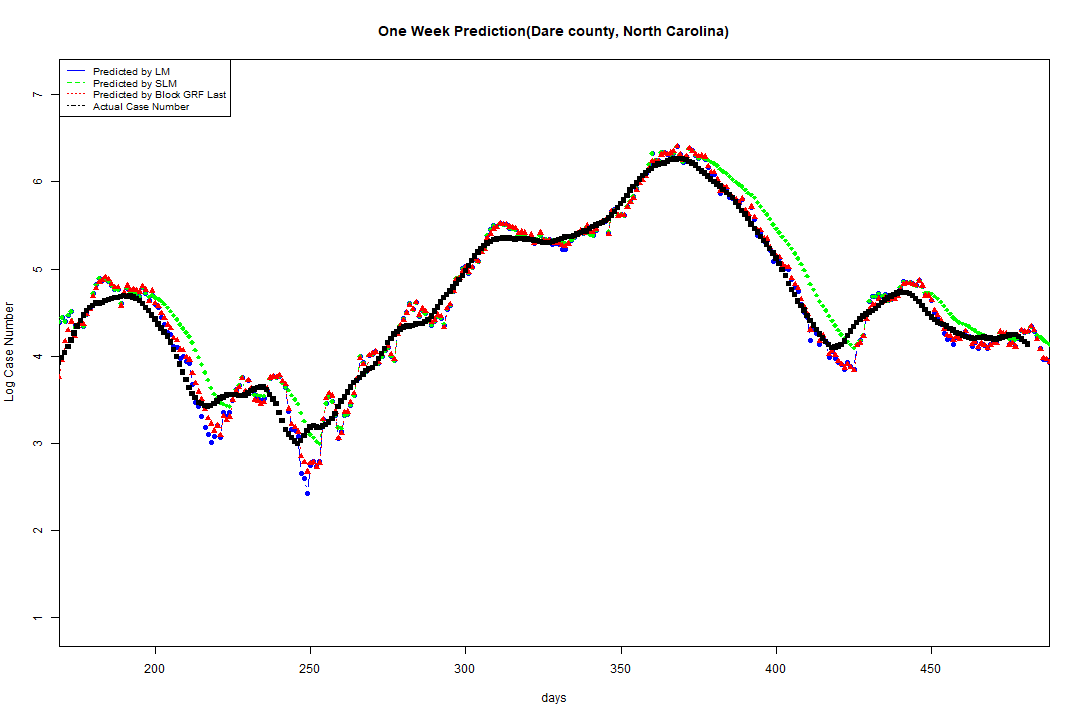 One Week Prediction(Dare county, North Carolina)
Predicted by LM
Predicted by SLM
Predicted by Block GRF Last
Actual Case Number
7
6
5
4
3
2
1
Log Case Number
200 250 300 350 400 450
days